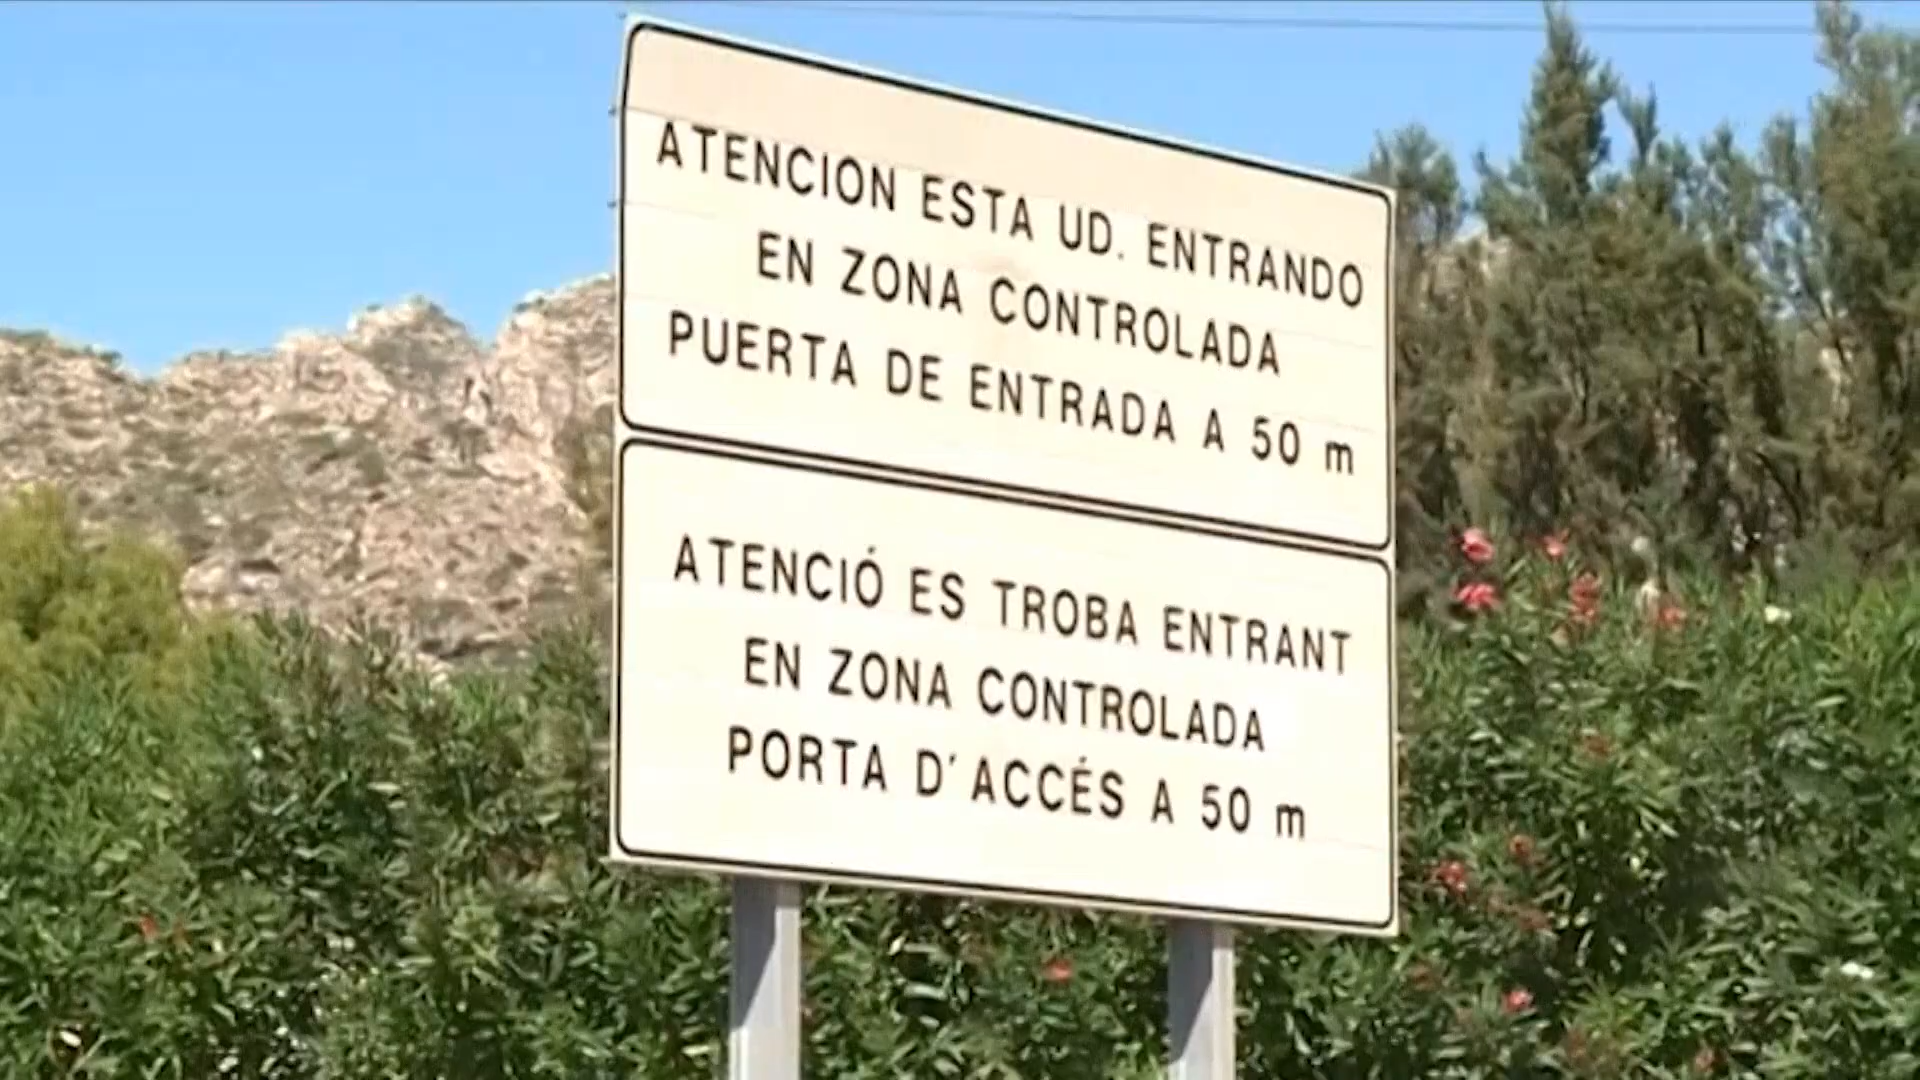 ATENCION ESTA UD. ENTRANDO
EN ZONA CONTROLADA
PUERTA DE ENTRADA A 50 m
ATENCIÓ ES TROBA ENTRANT
EN ZONA CONTROLADA
PORTA D'ACCÉS A 50 m